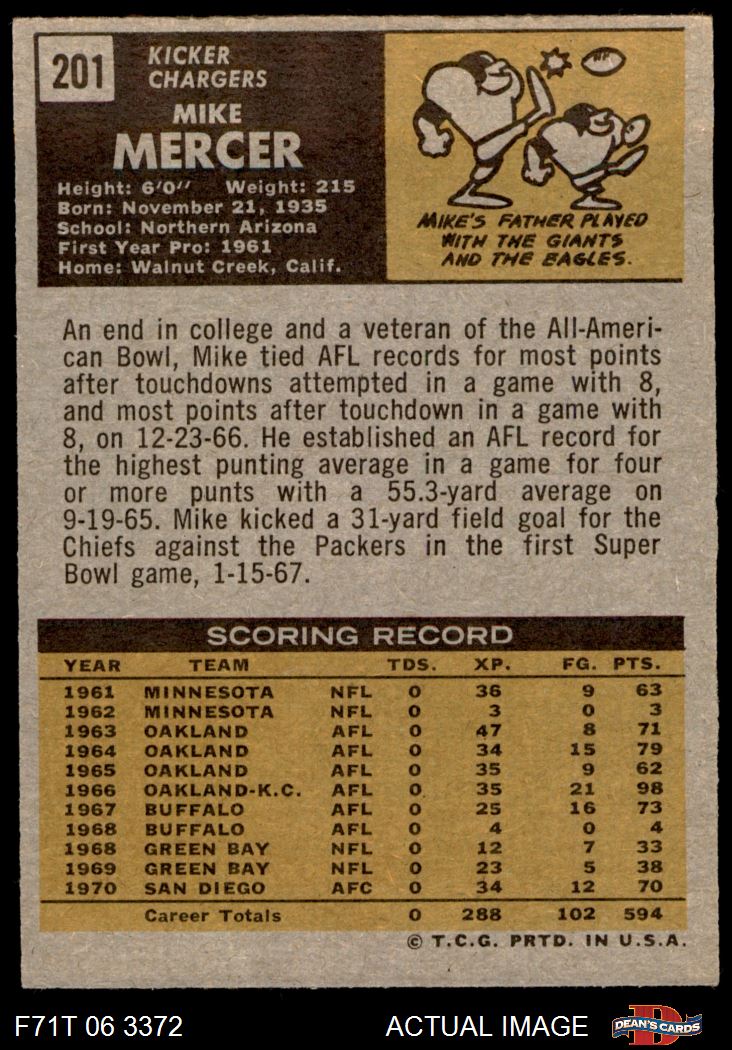 201
KICKER
CHARGERS
MIKE
MERCER
Height: 6'0" Weight: 215
Born: November 21, 1935
School: Northern Arizona
First Year Pro: 1961
Home: Walnut Creek, Calif.
MIKE'S FATHER PLAYED
WITH THE GIANTS
AND THE EAGLES.
An end in college and a veteran of the All-Ameri-
can Bowl, Mike tied AFL records for most points
after touchdowns attempted in a game with 8,
and most points after touchdown in a game with
8, on 12-23-66. He established an AFL record for
the highest punting average in a game for four
or more punts with a 55.3-yard average on
9-19-65. Mike kicked a 31-yard field goal for the
Chiefs against the Packers in the first Super
Bowl game, 1-15-67.
SCORING RECORD
YEAR TEAM TDS. XP. FG. PTS.
1961 MINNESOTA NFL 0 36 9 63
1962 MINNESOTA NFL 0 3 0 3
1963 OAKLAND AFL 0 47 8 71
1964 OAKLAND AFL 0 34 15 79
1965 OAKLAND AFL 0 35 9 62
1966 OAKLAND-K.C. AFL 0 35 21 98
1967 BUFFALO AFL 0 25 16 73
1968 BUFFALO AFL 0 4 0 4
1968 GREEN BAY NFL 0 12 7 33
1969 GREEN BAY NFL 0 23 5 38
1970 SAN DIEGO AFC 0 34 12 70
Career Totals 0 288 102 594
© T.C.G. PRTD. IN U.S.A.
F71T 06 3372 ACTUAL IMAGE
D
DEAN'S CARDS